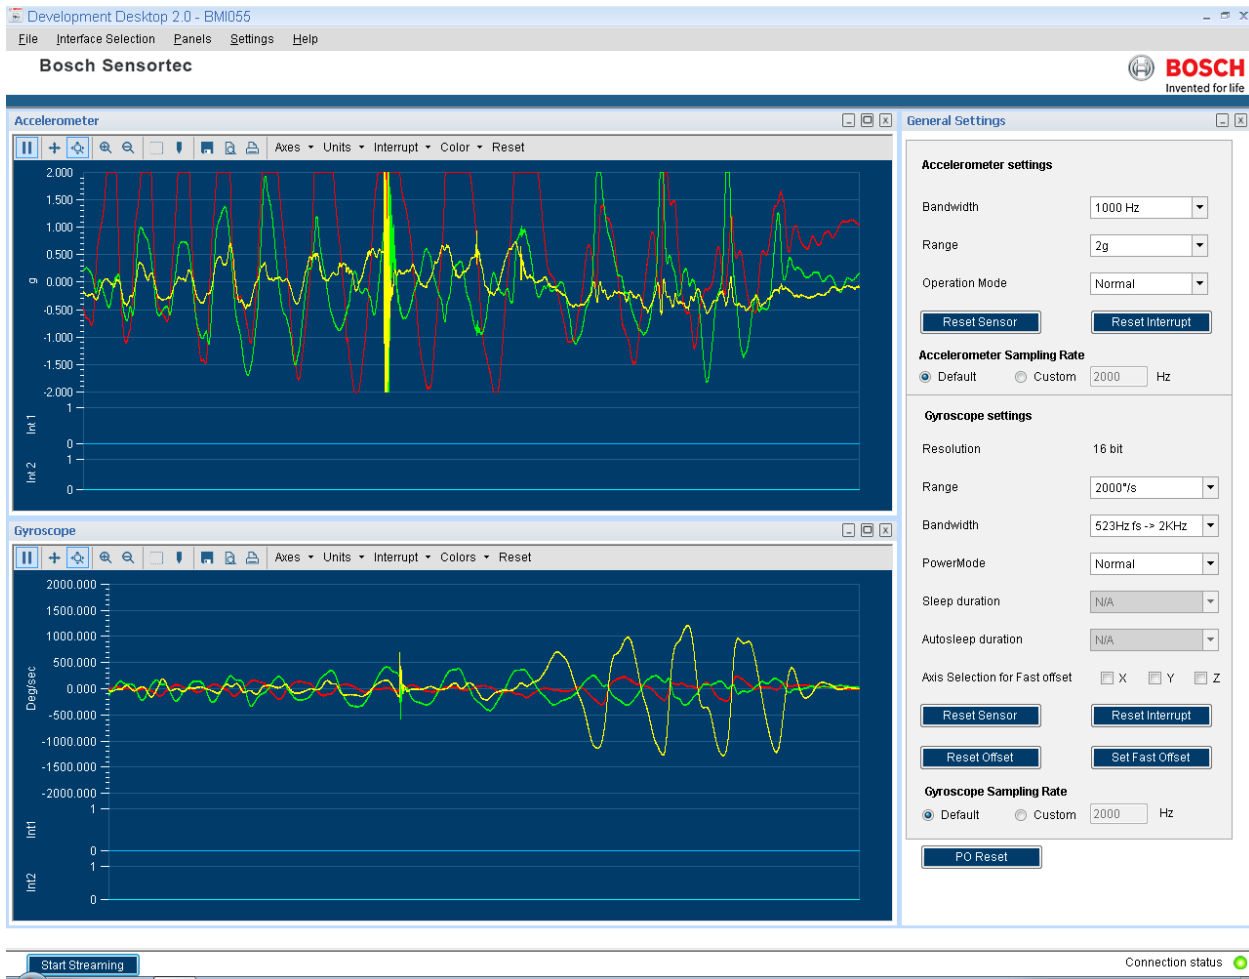 Development Desktop 2.0 - BMI055
File Interface Selection Panels Settings Help
Bosch Sensortec
BOSCH
Invented for life
Accelerometer
Axes Units Interrupt Color Reset
2.000
1.500
1.000
0.500
0.000
-0.500
-1.000
-1.500
-2.000
g
1
Int 1
0
1
Int 2
0
Gyroscope
Axes Units Interrupt Colors Reset
2000.000
1500.000
1000.000
500.000
0.000
-500.000
-1000.000
-1500.000
-2000.000
Deg/sec
1
Int1
0
1
Int2
0
General Settings
Accelerometer settings
Bandwidth 1000 Hz
Range 2g
Operation Mode Normal
Reset Sensor Reset Interrupt
Accelerometer Sampling Rate
Default Custom 2000 Hz
Gyroscope settings
Resolution 16 bit
Range 2000°/s
Bandwidth 523Hz fs -> 2KHz
PowerMode Normal
Sleep duration N/A
Autosleep duration N/A
Axis Selection for Fast offset X Y Z
Reset Sensor Reset Interrupt
Reset Offset Set Fast Offset
Gyroscope Sampling Rate
Default Custom 2000 Hz
PO Reset
Start Streaming
Connection status